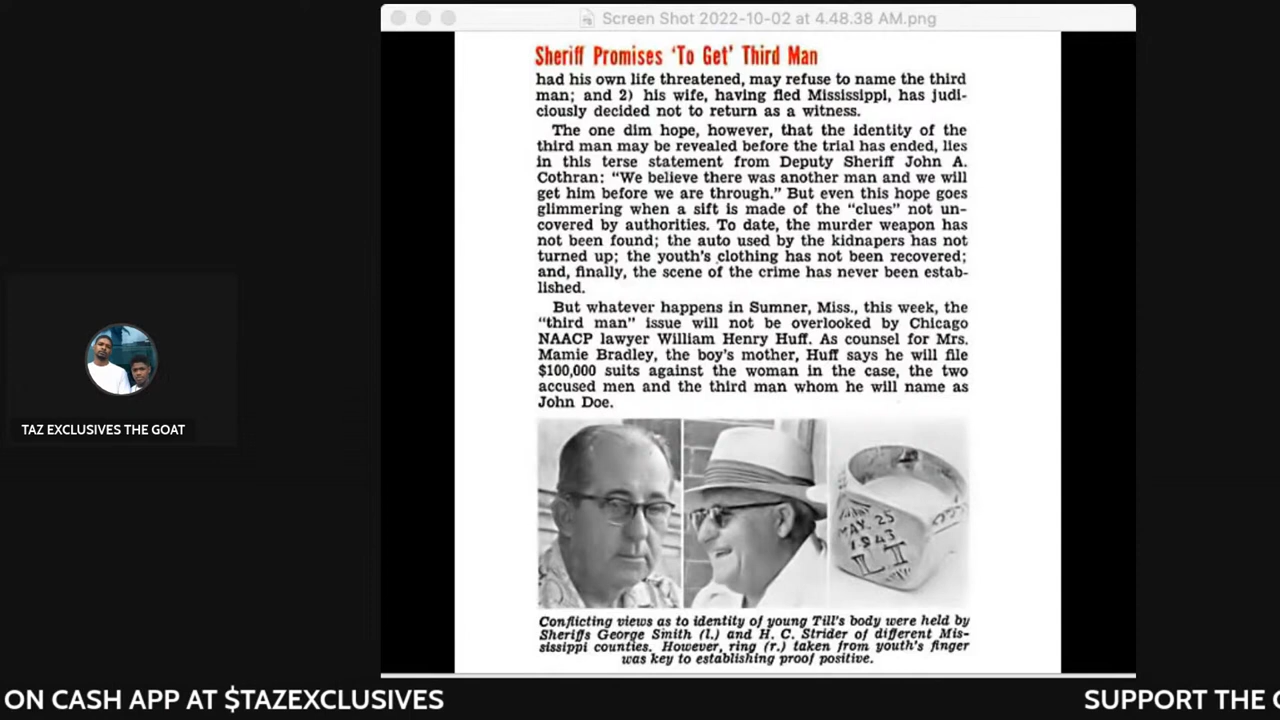 Screen Shot 2022-10-02 at 4.48.38 AM.png
Sheriff Promises ‘To Get’ Third Man
had his own life threatened, may refuse to name the third
man; and 2) his wife, having fled Mississippi, has judi-
ciously decided not to return as a witness.
The one dim hope, however, that the identity of the
third man may be revealed before the trial has ended, lies
in this terse statement from Deputy Sheriff John A.
Cothran: “We believe there was another man and we will
get him before we are through.” But even this hope goes
glimmering when a sift is made of the “clues” not un-
covered by authorities. To date, the murder weapon has
not been found; the auto used by the kidnapers has not
turned up; the youth’s clothing has not been recovered;
and, finally, the scene of the crime has never been estab-
lished.
But whatever happens in Sumner, Miss., this week, the
“third man” issue will not be overlooked by Chicago
NAACP lawyer William Henry Huff. As counsel for Mrs.
Mamie Bradley, the boy’s mother, Huff says he will file
$100,000 suits against the woman in the case, the two
accused men and the third man whom he will name as
John Doe.
MAY. 25
1943
LT
Conflicting views as to identity of young Till’s body were held by
Sheriffs George Smith (l.) and H. C. Strider of different Mis-
sissippi counties. However, ring (r.) taken from youth’s finger
was key to establishing proof positive.
TAZ EXCLUSIVES THE GOAT
ON CASH APP AT $TAZEXCLUSIVES
SUPPORT THE